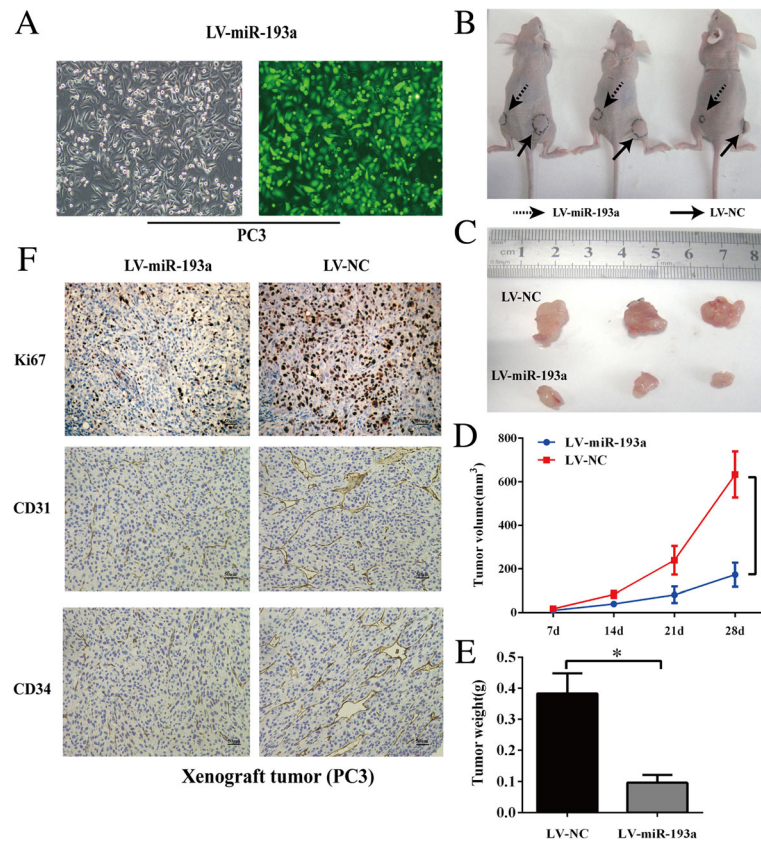 A
LV-miR-193a
PC3
B
LV-miR-193a
LV-NC
C
cm 1 2 3 4 5 6 7 8
0.5mm
LV-NC
LV-miR-193a
D
LV-miR-193a
LV-NC
Tumor volume(mm³)
800
600
400
200
0
7d 14d 21d 28d
E
*
Tumor weight(g)
0.5
0.4
0.3
0.2
0.1
0.0
LV-NC LV-miR-193a
F
LV-miR-193a LV-NC
Ki67
CD31
CD34
Xenograft tumor (PC3)